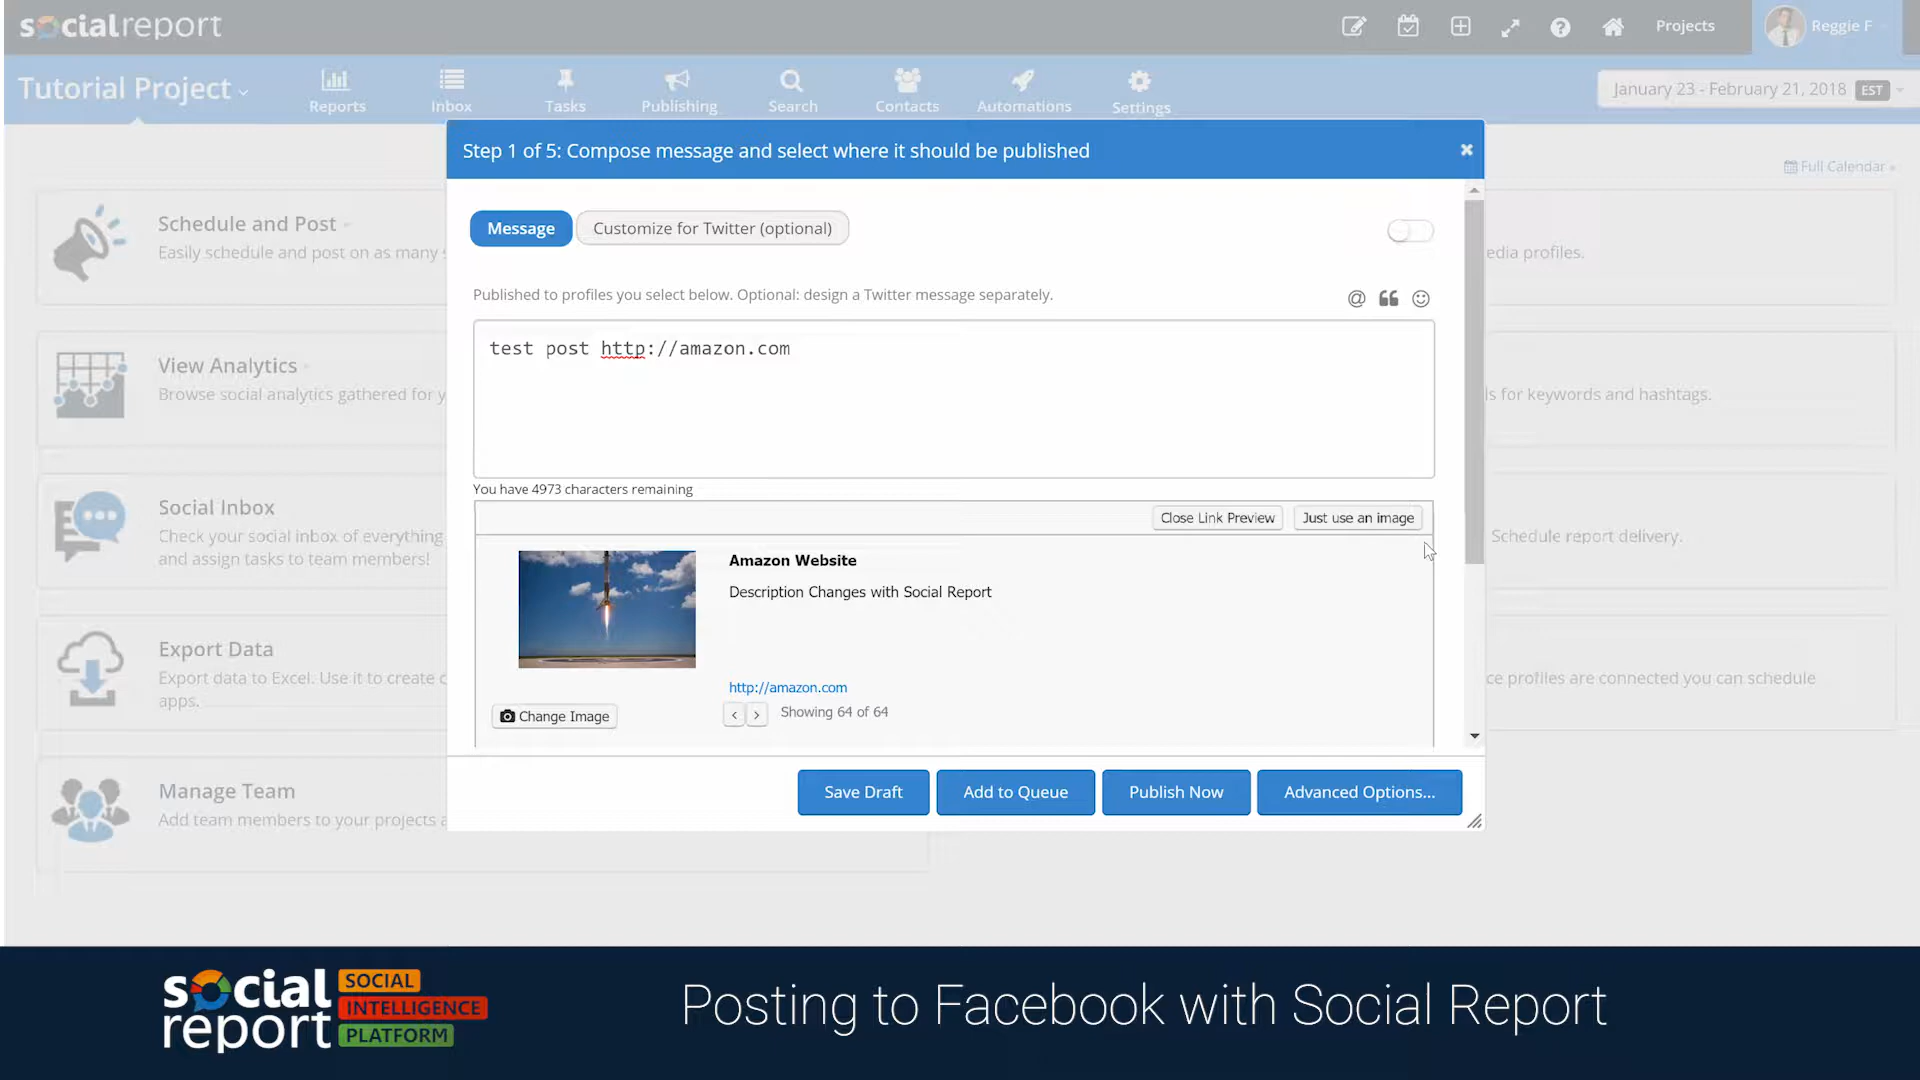 socialreport
Projects
Reggie F
Tutorial Project
Reports
Inbox
Tasks
Publishing
Search
Contacts
Automations
Settings
January 23 - February 21, 2018 EST
Full Calendar »
Step 1 of 5: Compose message and select where it should be published
Message
Customize for Twitter (optional)
Published to profiles you select below. Optional: design a Twitter message separately.
test post http://amazon.com
You have 4973 characters remaining
Close Link Preview
Just use an image
Amazon Website
Description Changes with Social Report
http://amazon.com
Showing 64 of 64
Change Image
Save Draft
Add to Queue
Publish Now
Advanced Options...
Schedule and Post
Easily schedule and post on as many
edia profiles.
View Analytics
Browse social analytics gathered for y
ls for keywords and hashtags.
Social Inbox
Check your social inbox of everything
and assign tasks to team members!
Schedule report delivery.
Export Data
Export data to Excel. Use it to create c
apps.
ce profiles are connected you can schedule
Manage Team
Add team members to your projects a
social
report
SOCIAL
INTELLIGENCE
PLATFORM
Posting to Facebook with Social Report